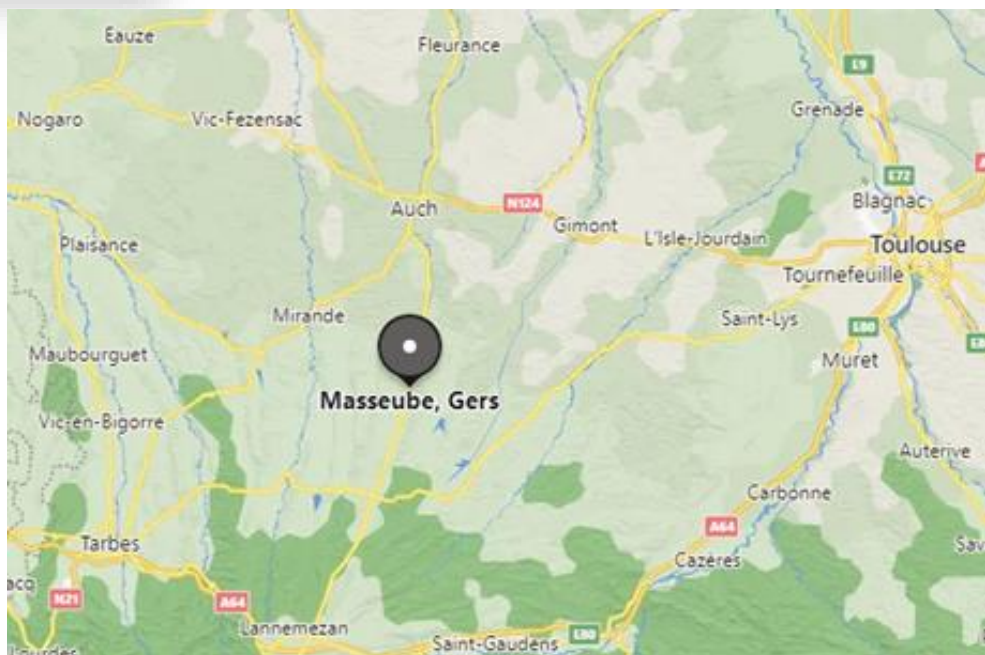 Eauze
Fleurance
E9
Grenade
Nogaro
Vic-Fezensac
E72
Blagnac
Auch
N124
Gimont
Plaisance
L'Isle-Jourdain
Toulouse
Tournefeuille
Mirande
Saint-Lys
E80
Maubourguet
Muret
Masseube, Gers
Vic-en-Bigorre
Auterive
Carbonne
A64
Tarbes
Cazères
N21
A64
Lannemezan
Saint-Gaudens
E80
Lourdes